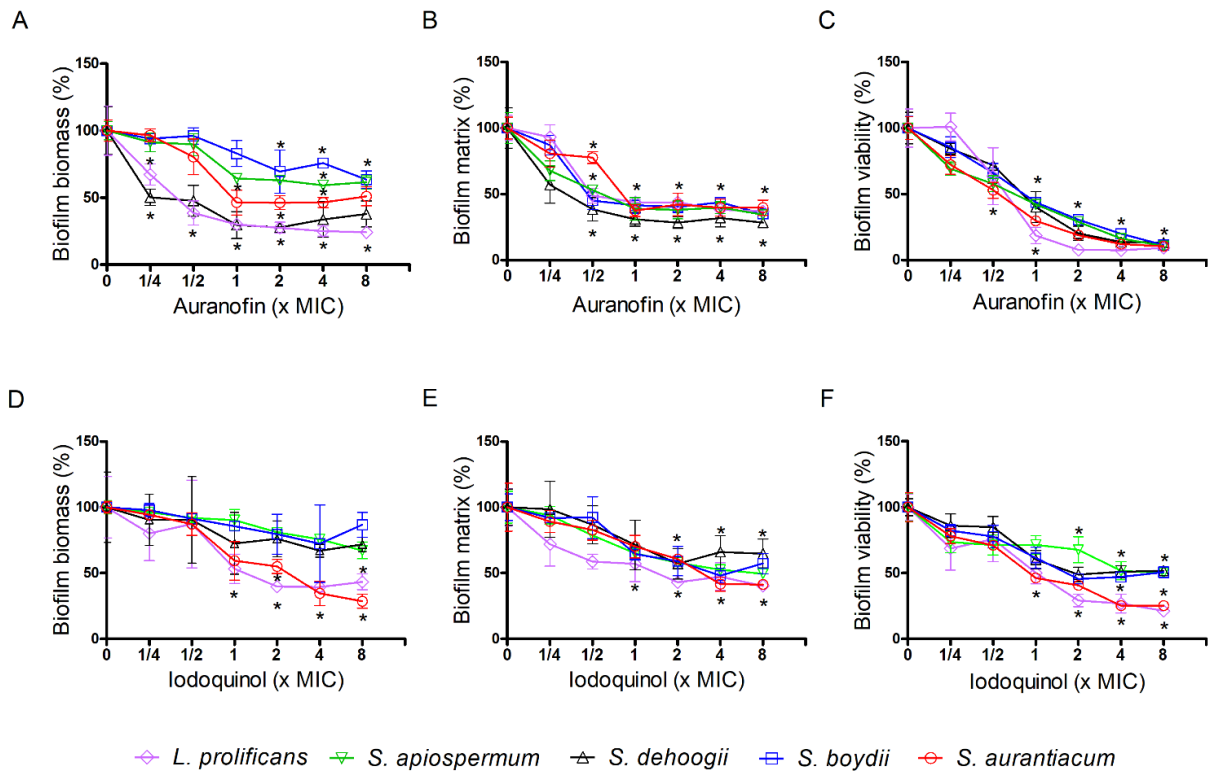 A
B
C
150
100
50
0
Biofilm biomass (%)
0 1/4 1/2 1 2 4 8
Auranofin (x MIC)
* * * * * * * * * * *
150
100
50
0
Biofilm matrix (%)
0 1/4 1/2 1 2 4 8
Auranofin (x MIC)
150
100
50
0
Biofilm viability (%)
0 1/4 1/2 1 2 4 8
Auranofin (x MIC)
D
E
F
150
100
50
0
Biofilm biomass (%)
0 1/4 1/2 1 2 4 8
Iodoquinol (x MIC)
150
100
50
0
Biofilm matrix (%)
0 1/4 1/2 1 2 4 8
Iodoquinol (x MIC)
150
100
50
0
Biofilm viability (%)
0 1/4 1/2 1 2 4 8
Iodoquinol (x MIC)
L. prolificans S. apiospermum S. dehoogii S. boydii S. aurantiacum